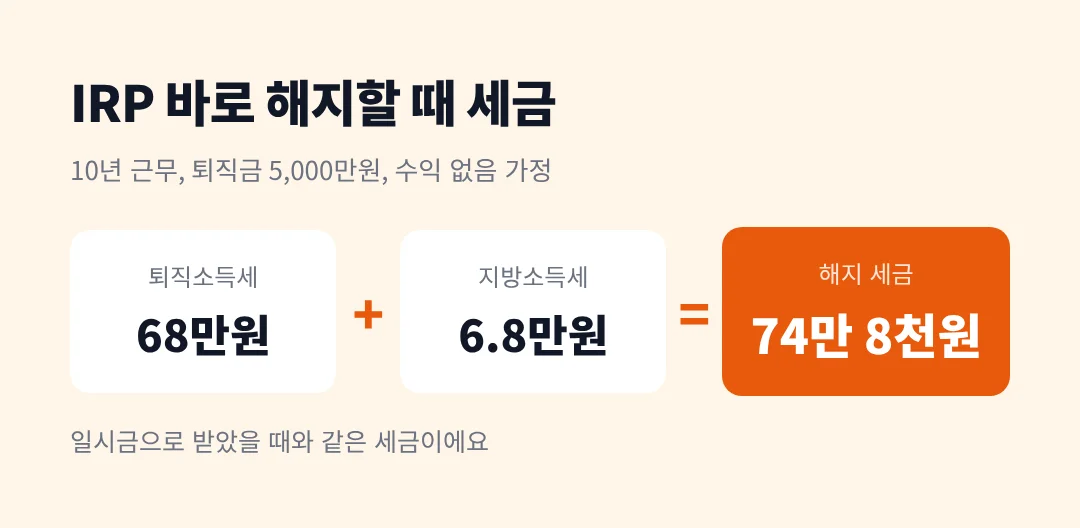 IRP 바로 해지할 때 세금
10년 근무, 퇴직금 5,000만원, 수익 없음 가정
퇴직소득세
68만원
+
지방소득세
6.8만원
=
해지 세금
74만 8천원
일시금으로 받았을 때와 같은 세금이에요